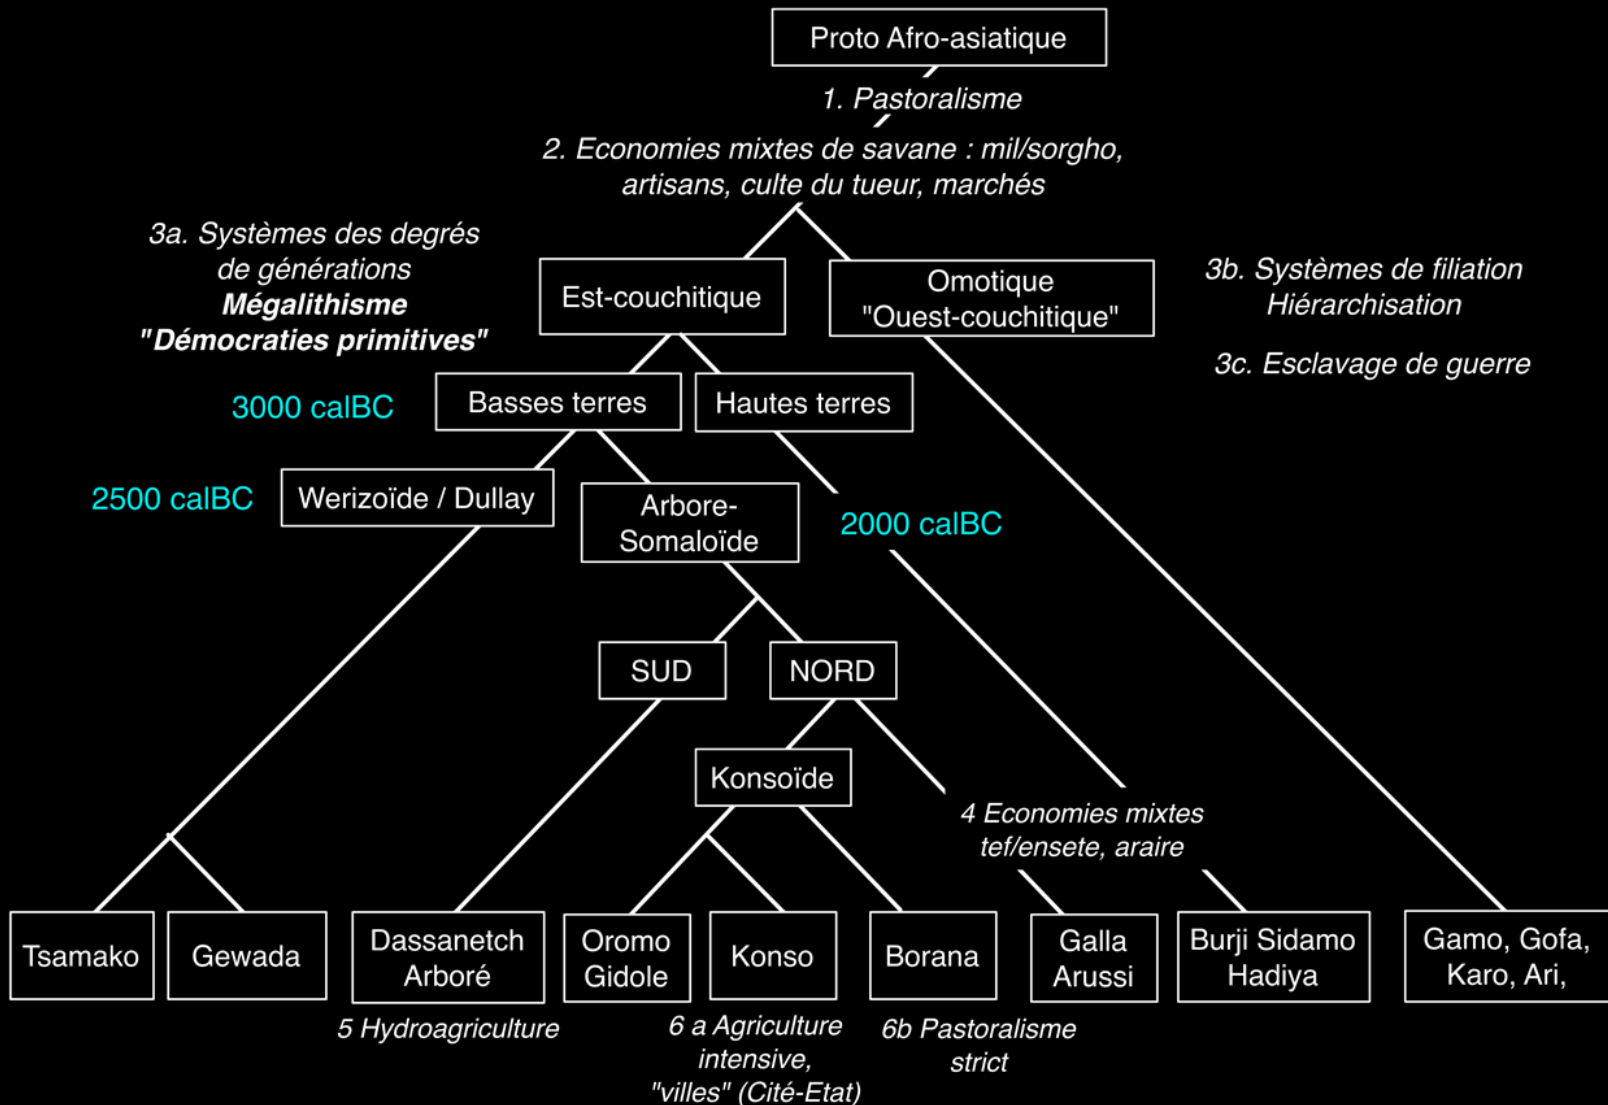 Proto Afro-asiatique
1. Pastoralisme
2. Economies mixtes de savane : mil/sorgho,
artisans, culte du tueur, marchés
3a. Systèmes des degrés
de générations
Mégalithisme
"Démocraties primitives"
Est-couchitique
Omotique
"Ouest-couchitique"
3b. Systèmes de filiation
Hiérarchisation
3c. Esclavage de guerre
3000 calBC
Basses terres
Hautes terres
2500 calBC
Werizoïde / Dullay
Arbore-
Somaloïde
2000 calBC
SUD
NORD
Konsoïde
4 Economies mixtes
tef/ensete, araire
Tsamako
Gewada
Dassanetch
Arboré
Oromo
Gidole
Konso
Borana
Galla
Arussi
Burji Sidamo
Hadiya
Gamo, Gofa,
Karo, Ari,
5 Hydroagriculture
6 a Agriculture
intensive,
"villes" (Cité-Etat)
6b Pastoralisme
strict